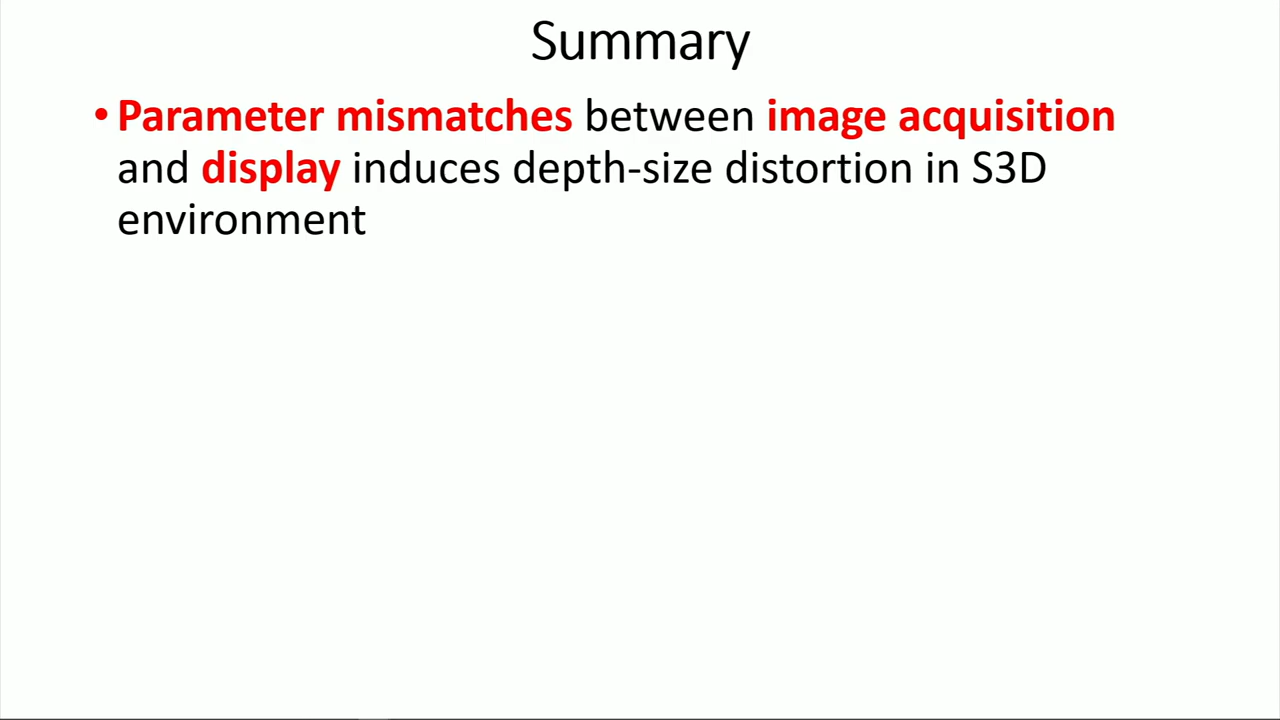 Summary
• Parameter mismatches between image acquisition
and display induces depth-size distortion in S3D
environment